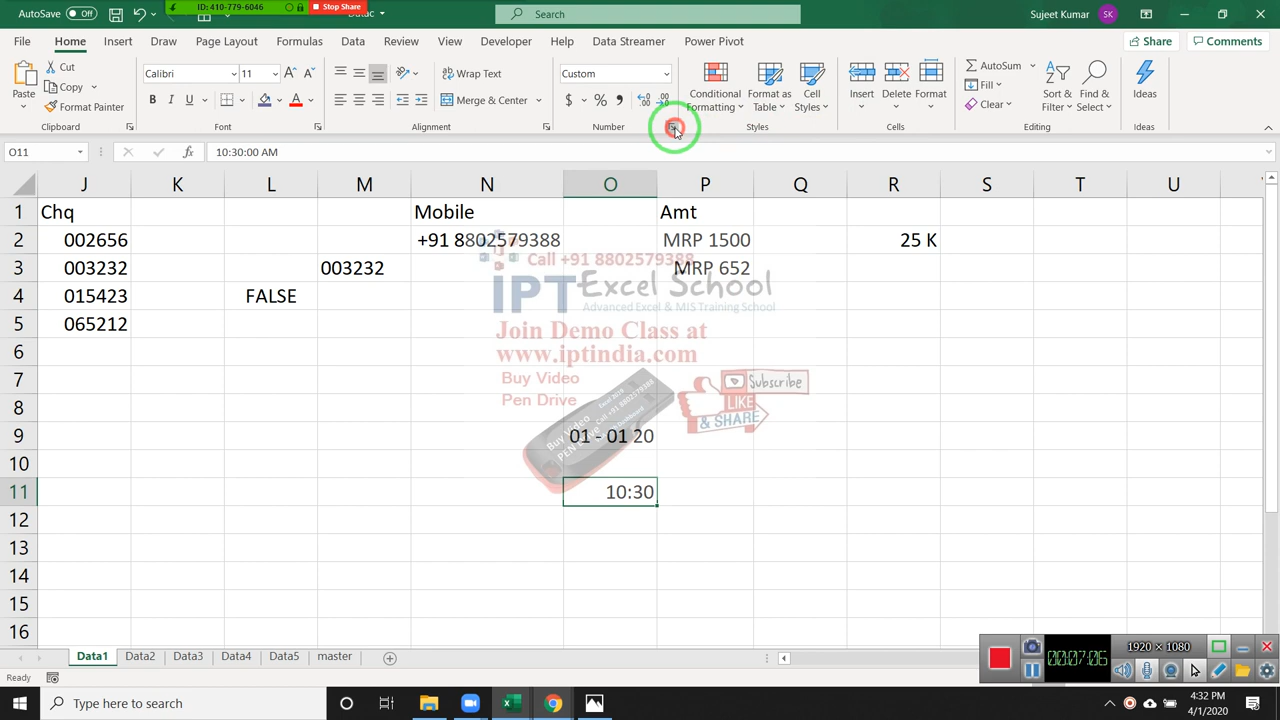 AutoSave Off
ID: 410-779-6046
Stop Share
Search
Sujeet Kumar
SK
File Home Insert Draw Page Layout Formulas Data Review View Developer Help Data Streamer Power Pivot
Share Comments
Paste
Cut
Copy
Format Painter
Calibri 11
B I U
Wrap Text
Merge & Center
Custom
$ % ,
Conditional Formatting
Format as Table
Cell Styles
Insert Delete Format
AutoSum
Fill
Clear
Sort & Filter
Find & Select
Ideas
Clipboard Font Alignment Number Styles Cells Editing Ideas
O11 fx 10:30:00 AM
J K L M N O P Q R S T U
1 Chq Mobile Amt
2 002656 +91 8802579388 MRP 1500 25 K
Call +91 8802579388
3 003232 003232 MRP 652
iPT Excel School
4 015423 FALSE
Advanced Excel & MIS Training School
5 065212
Join Demo Class at
www.iptindia.com
6
7 Buy Video
Subscribe
Pen Drive
LIKE
& SHARE
8
9 01 - 01 20
Buy Video
PEN Drive
10
11 10:30
12
13
14
15
16
Data1 Data2 Data3 Data4 Data5 master
1920 × 1080
00:07:06
Ready
Type here to search
4:32 PM
4/1/2020